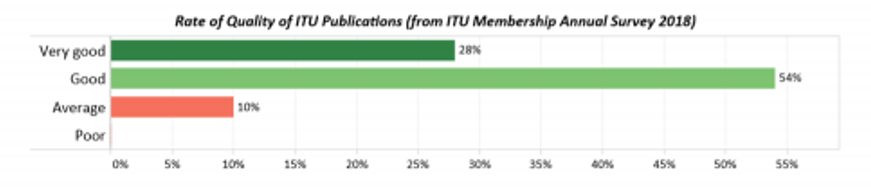 Rate of Quality of ITU Publications (from ITU Membership Annual Survey 2018)
Very good 28%
Good 54%
Average 10%
Poor
0% 5% 10% 15% 20% 25% 30% 35% 40% 45% 50% 55%